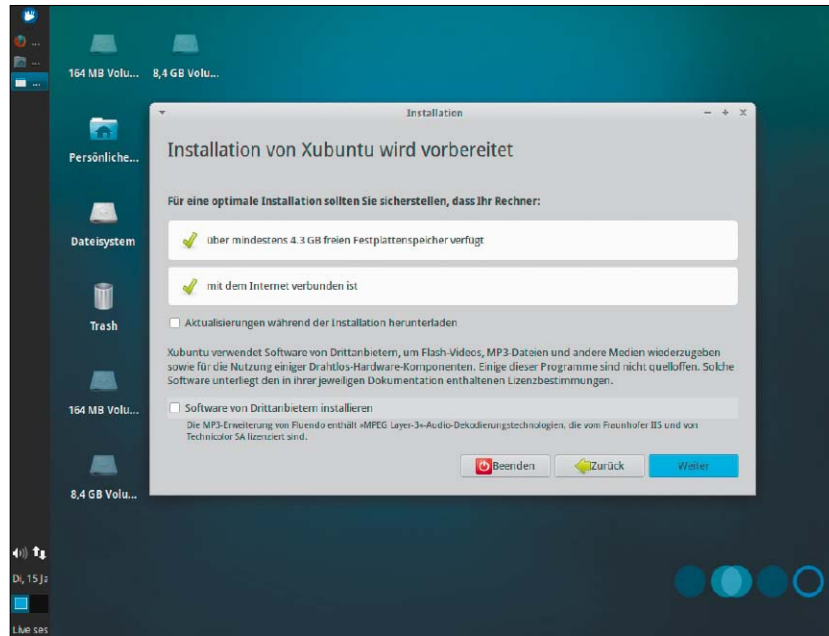 ...
...
...
164 MB Volu...
8,4 GB Volu...
Persönliche...
Dateisystem
Trash
164 MB Volu...
8,4 GB Volu...
Di, 15 Ja
Live ses
Installation
Installation von Xubuntu wird vorbereitet
Für eine optimale Installation sollten Sie sicherstellen, dass Ihr Rechner:
über mindestens 4.3 GB freien Festplattenspeicher verfügt
mit dem Internet verbunden ist
Aktualisierungen während der Installation herunterladen
Xubuntu verwendet Software von Drittanbietern, um Flash-Videos, MP3-Dateien und andere Medien wiederzugeben
sowie für die Nutzung einiger Drahtlos-Hardware-Komponenten. Einige dieser Programme sind nicht quelloffen. Solche
Software unterliegt den in ihrer jeweiligen Dokumentation enthaltenen Lizenzbestimmungen.
Software von Drittanbietern installieren
Die MP3-Erweiterung von Fluendo enthält »MPEG Layer-3«-Audio-Dekodierungstechnologien, die vom Fraunhofer IIS und von
Technicolor SA lizenziert sind.
Beenden
Zurück
Weiter